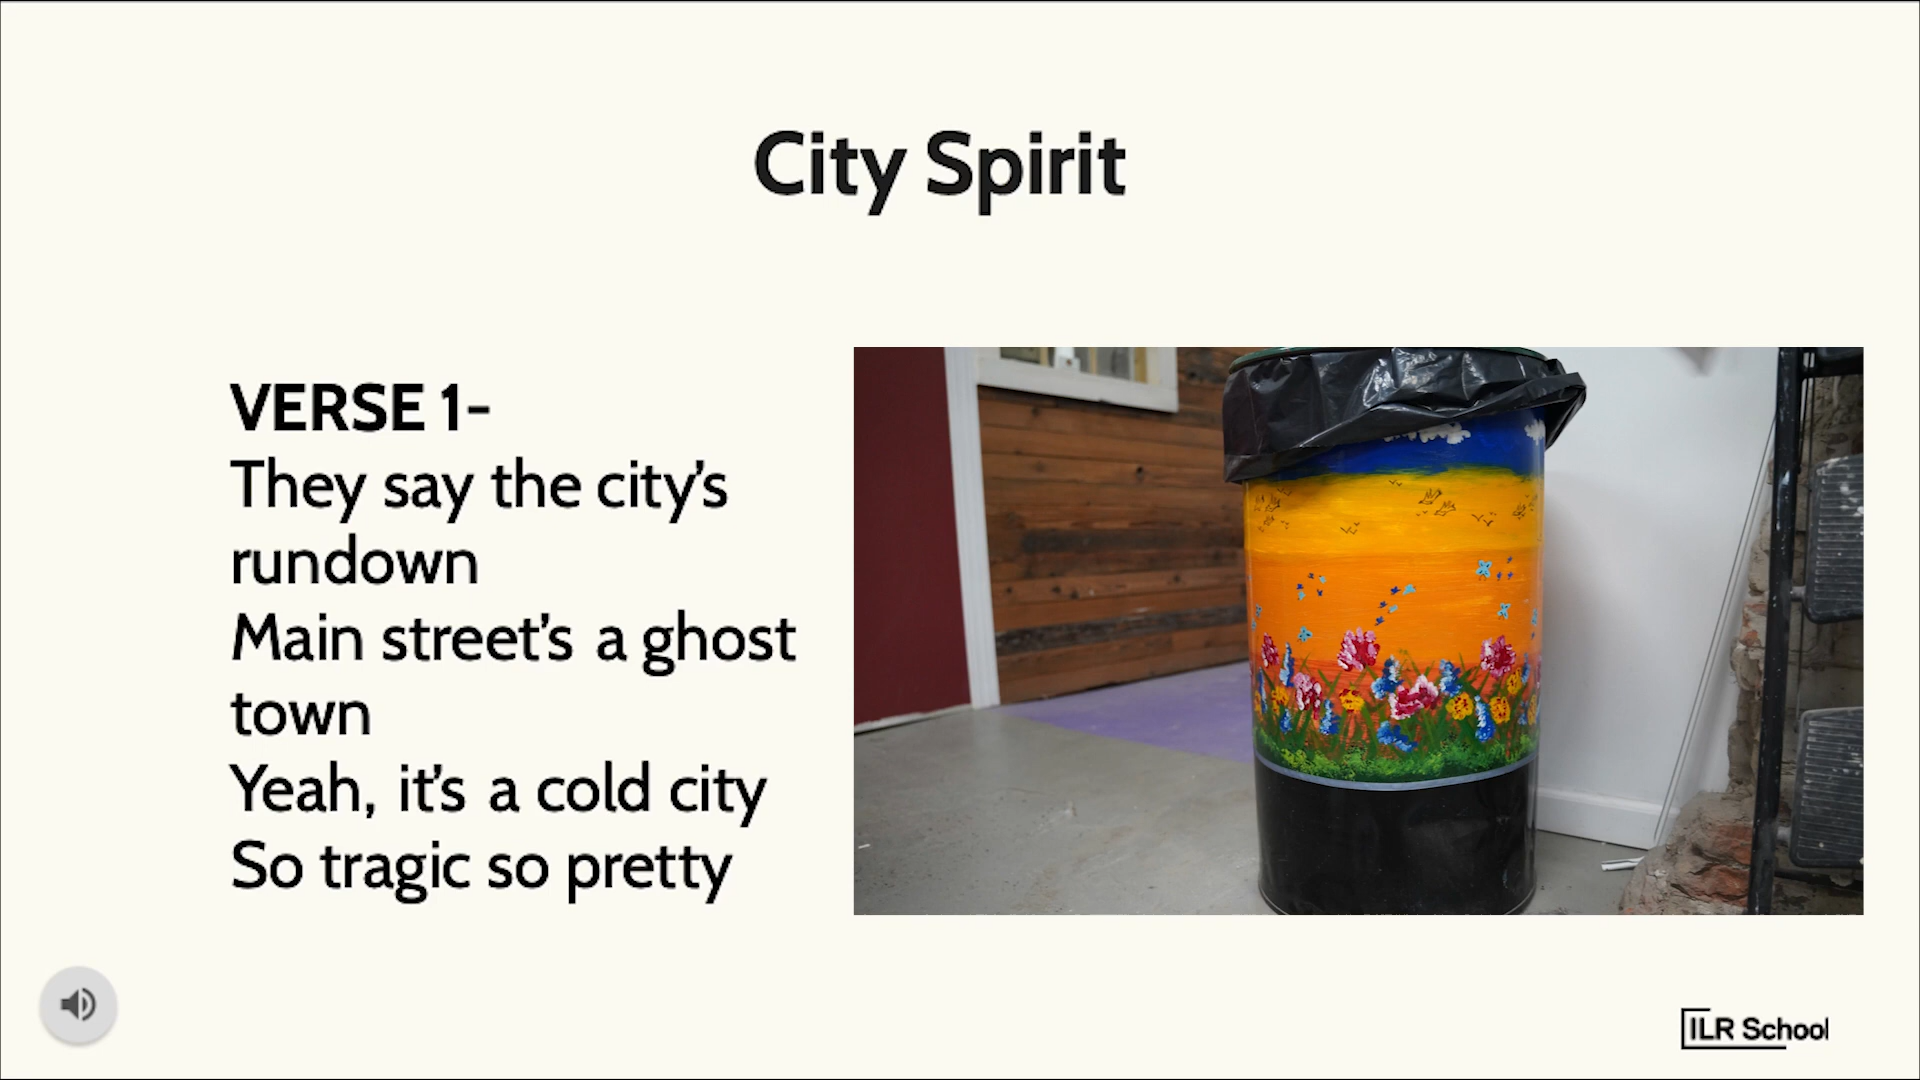 City Spirit
VERSE 1-
They say the city’s
rundown
Main street’s a ghost
town
Yeah, it’s a cold city
So tragic so pretty
ILR School